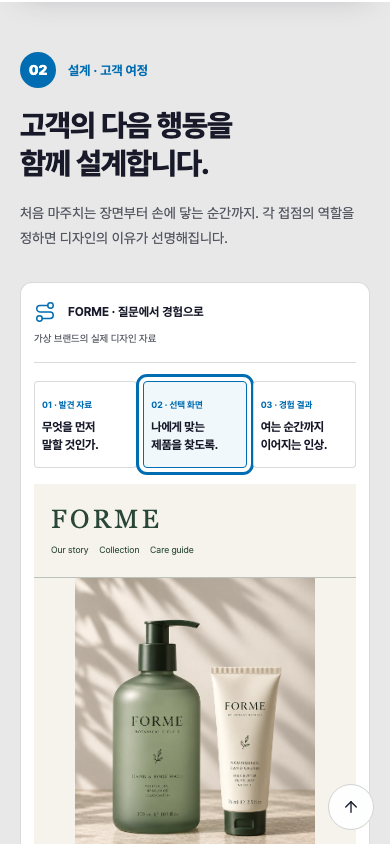 02
설계 · 고객 여정
고객의 다음 행동을
함께 설계합니다.
처음 마주치는 장면부터 손에 닿는 순간까지. 각 접점의 역할을
정하면 디자인의 이유가 선명해집니다.
FORME · 질문에서 경험으로
가상 브랜드의 실제 디자인 자료
01 · 발견 자료
무엇을 먼저
말할 것인가.
02 · 선택 화면
나에게 맞는
제품을 찾도록.
03 · 경험 결과
여는 순간까지
이어지는 인상.
FORME
Our story Collection Care guide
FORME
HAND & BODY WASH
FORME